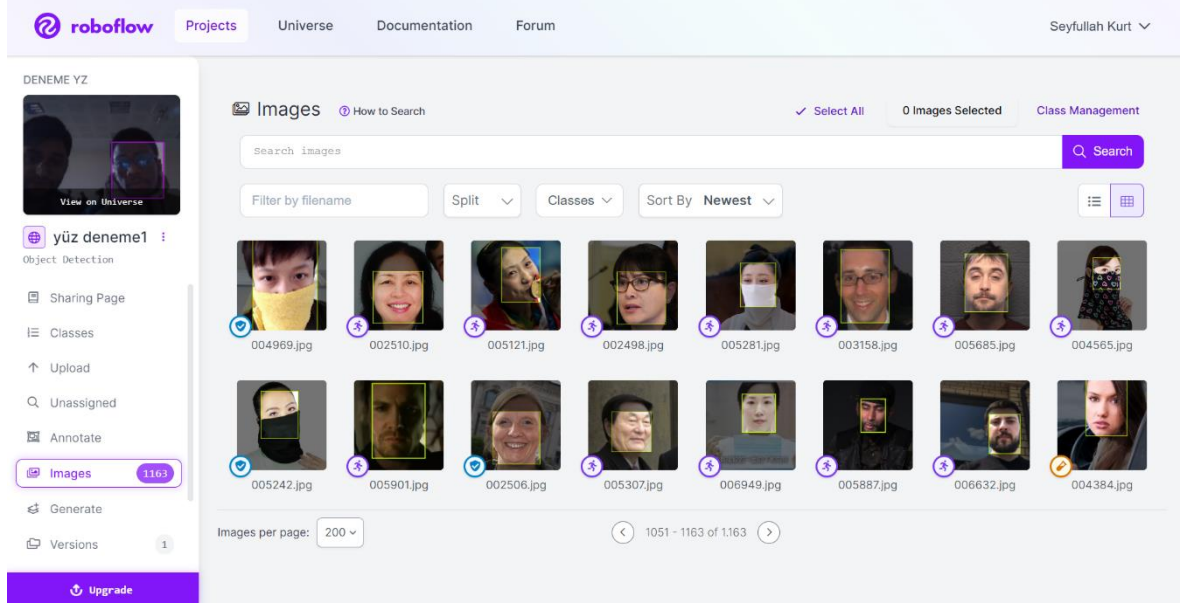 roboflow Projects Universe Documentation Forum Seyfullah Kurt
DENEME YZ
View on Universe
yüz deneme1
Object Detection
Sharing Page
Classes
Upload
Unassigned
Annotate
Images 1163
Generate
Versions 1
Upgrade
Images How to Search Select All 0 Images Selected Class Management
Search images Search
Filter by filename Split Classes Sort By Newest
004969.jpg 002510.jpg 005121.jpg 002498.jpg 005281.jpg 003158.jpg 005685.jpg 004565.jpg
005242.jpg 005901.jpg 002506.jpg 005307.jpg 006949.jpg 005887.jpg 006632.jpg 004384.jpg
Images per page: 200 1051 - 1163 of 1.163